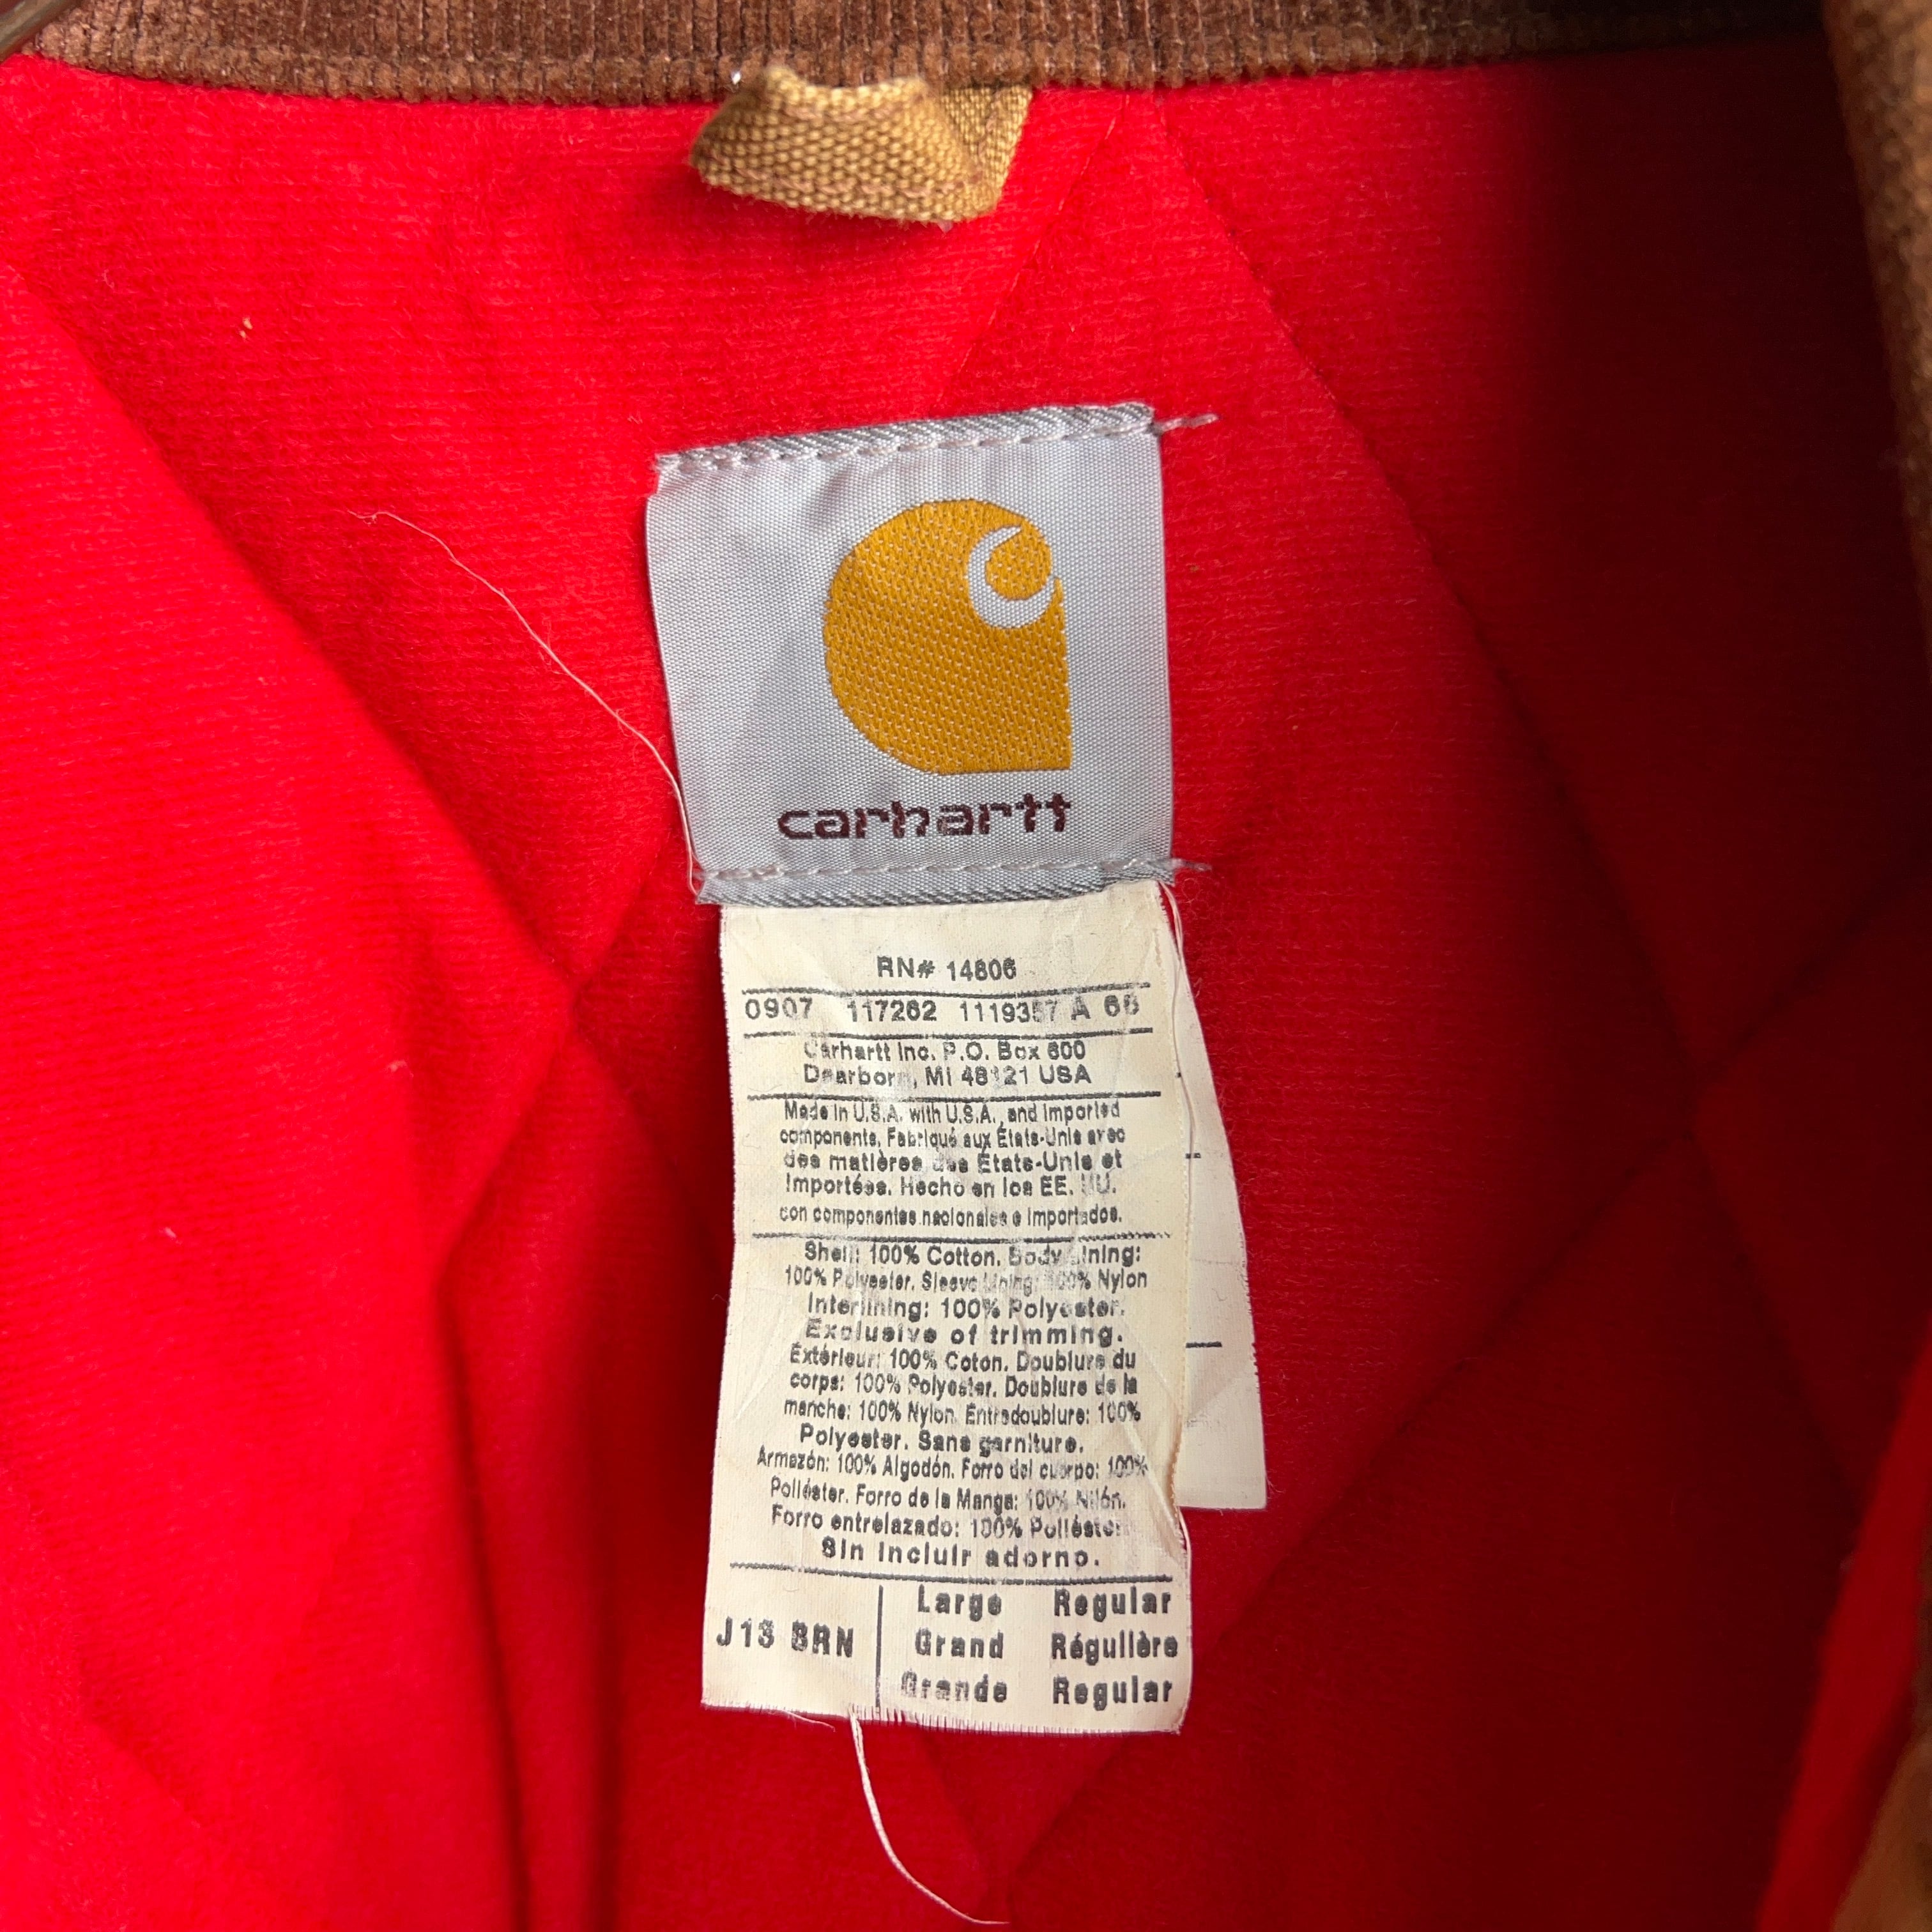 carhartt
RN# 14806
0907 117262 1119357 A 66
Carhartt Inc. P.O. Box 600
Dearborn, MI 48121 USA
Made in U.S.A. with U.S.A. and imported
components. Fabriqué aux États-Unis avec
des matières des États-Unis et
Importées. Hecho en los EE. UU.
con componentes nacionales e importados.
Shell: 100% Cotton. Body Lining:
100% Polyester. Sleeve Lining: 100% Nylon
Interlining: 100% Polyester.
Exclusive of trimming.
Extérieur: 100% Coton. Doublure du
corps: 100% Polyester. Doublure de la
manche: 100% Nylon. Entredoublure: 100%
Polyester. Sans garniture.
Armazón: 100% Algodón. Forro del cuerpo: 100%
Poliéster. Forro de la Manga: 100% Nilón.
Forro entrelazado: 100% Poliéster.
Sin incluir adorno.
J13 BRN
Large Regular
Grand Régulière
Grande Regular